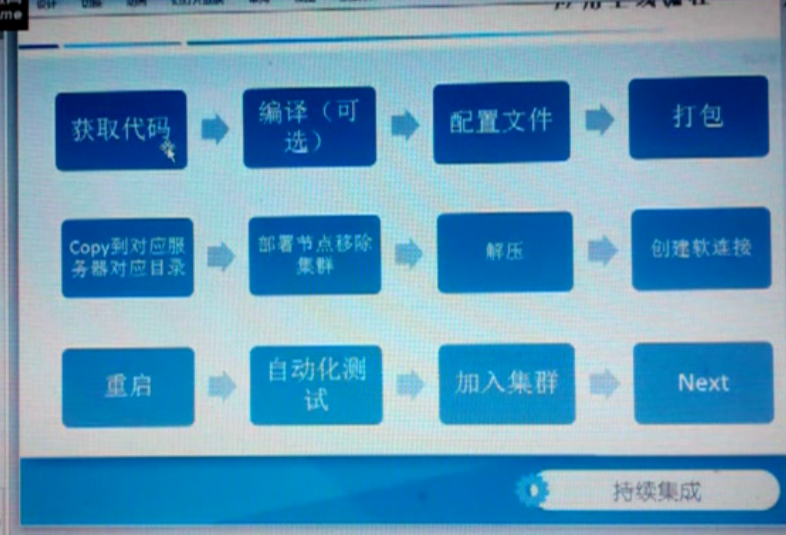 me
获取代码
编译（可
选）
配置文件
打包
Copy到对应服
务器对应目录
部署节点移除
集群
解压
创建软连接
重启
自动化测
试
加入集群
Next
持续集成